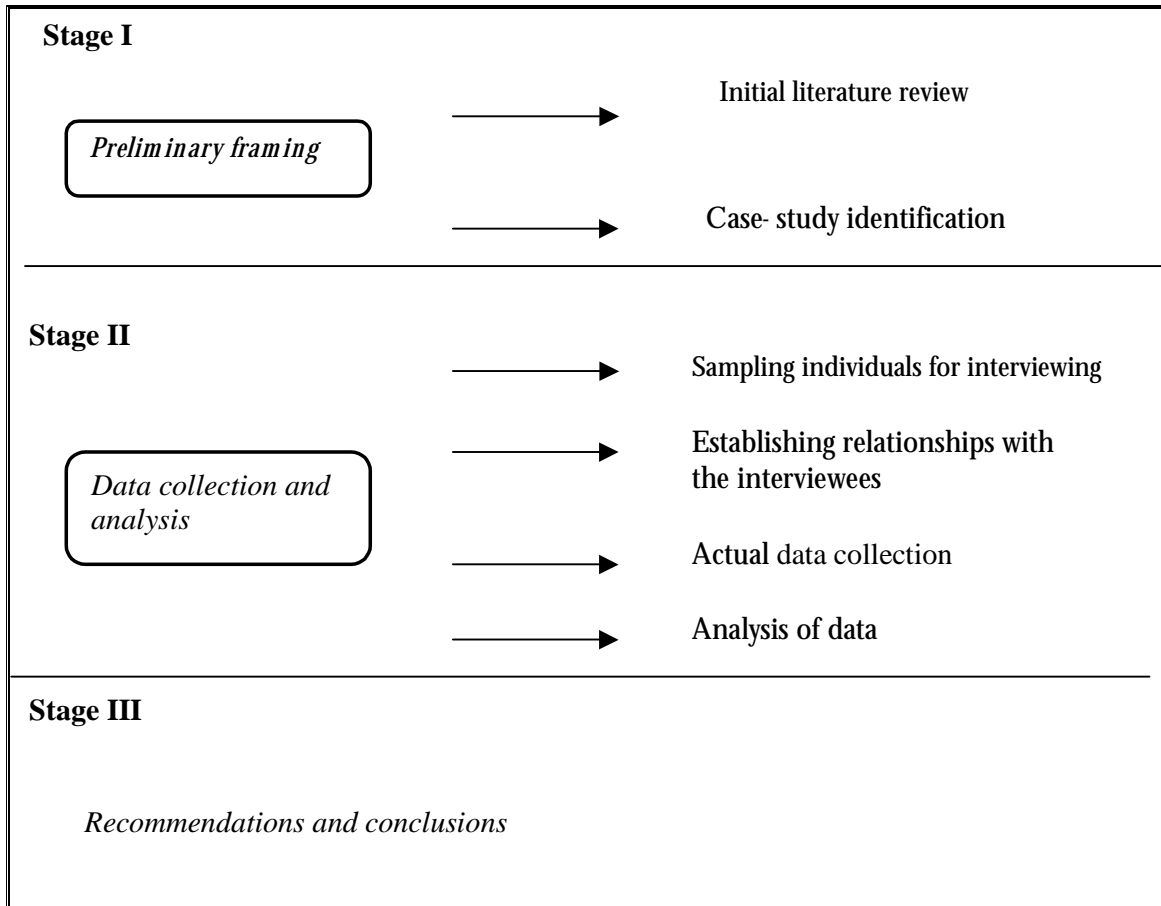 Stage I
Initial literature review
Preliminary framing
Case- study identification
Stage II
Sampling individuals for interviewing
Establishing relationships with
the interviewees
Data collection and
analysis
Actual data collection
Analysis of data
Stage III
Recommendations and conclusions